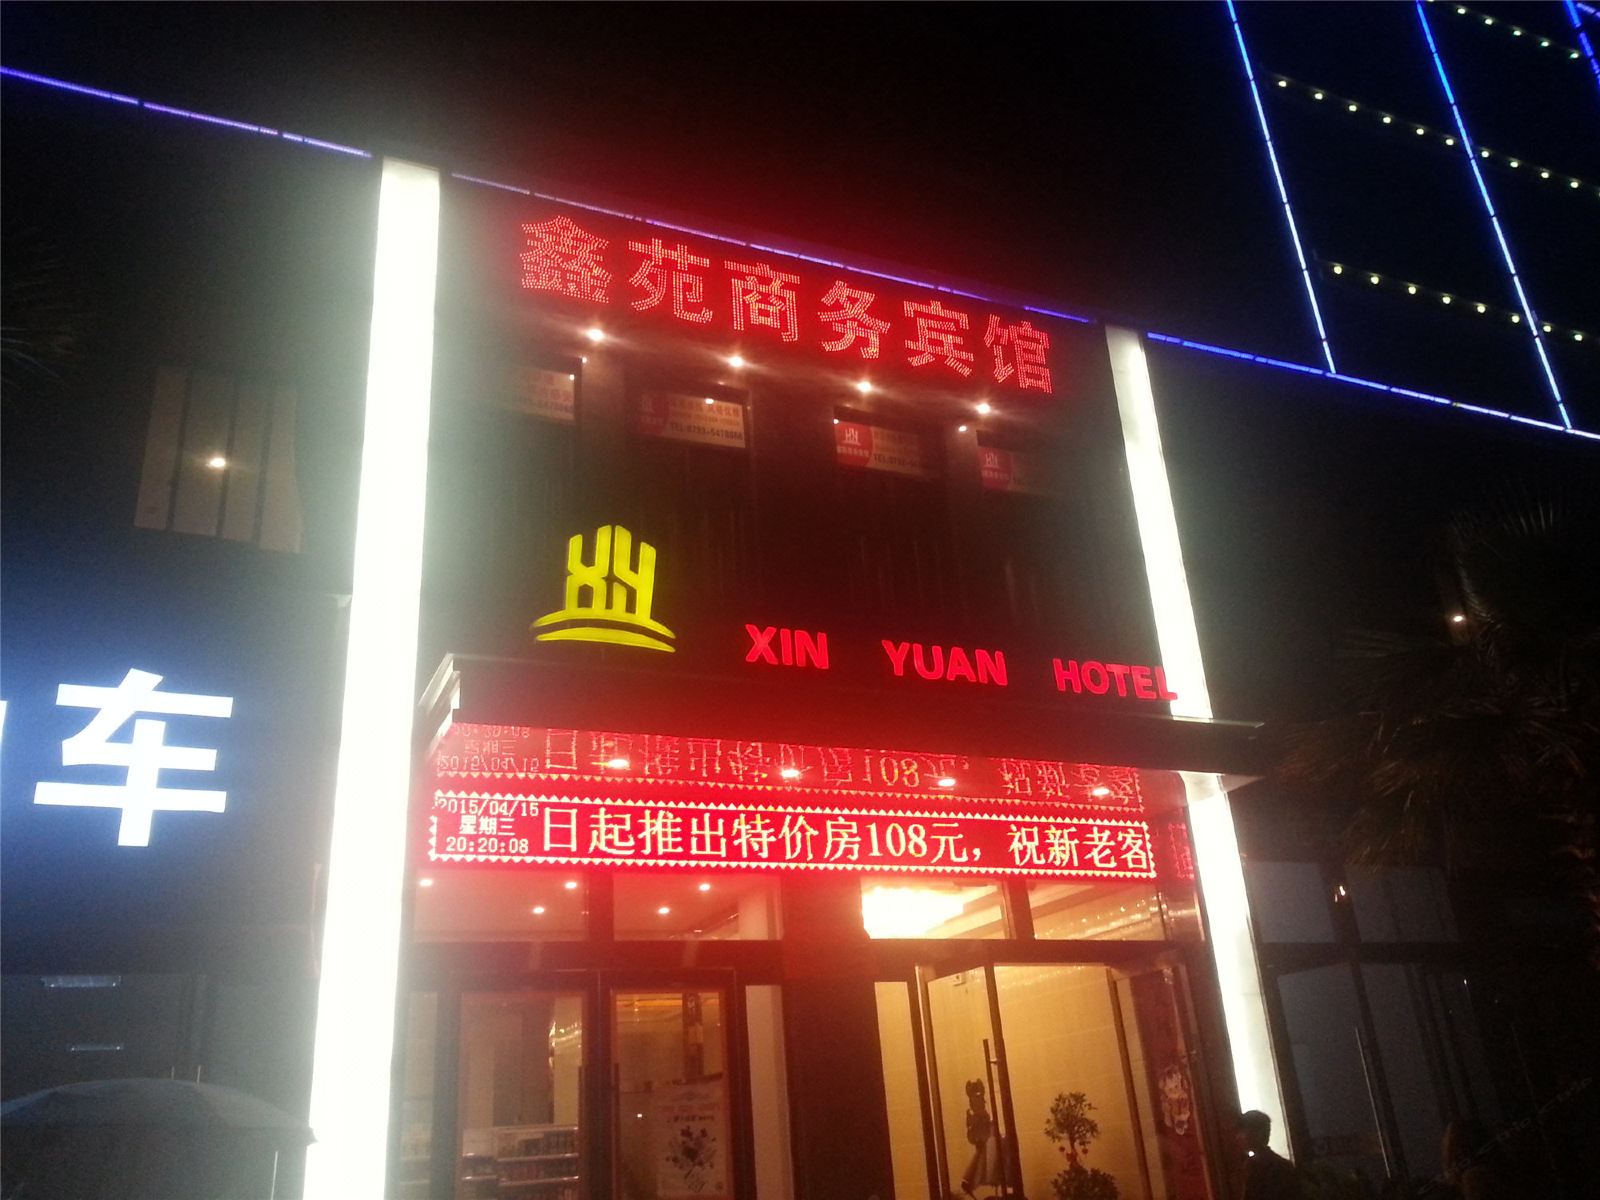 鑫苑商务宾馆
XY
XIN YUAN HOTEL
2015/04/15
星期三
20:20:08
日起推出特价房108元，祝新老客
车